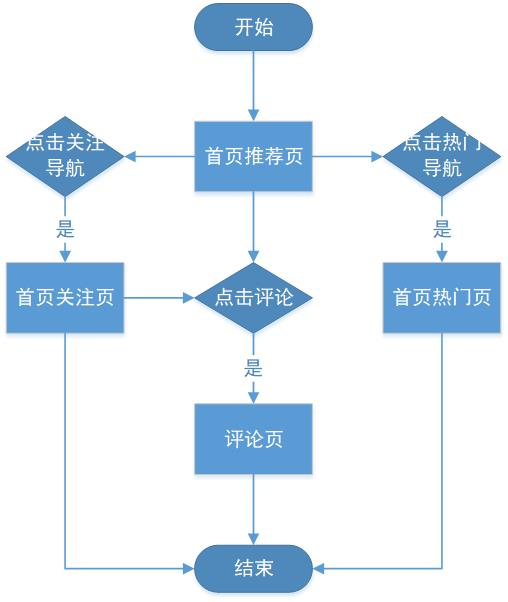 开始
点击关注
导航
首页推荐页
点击热门
导航
是
是
首页关注页
点击评论
首页热门页
是
评论页
结束